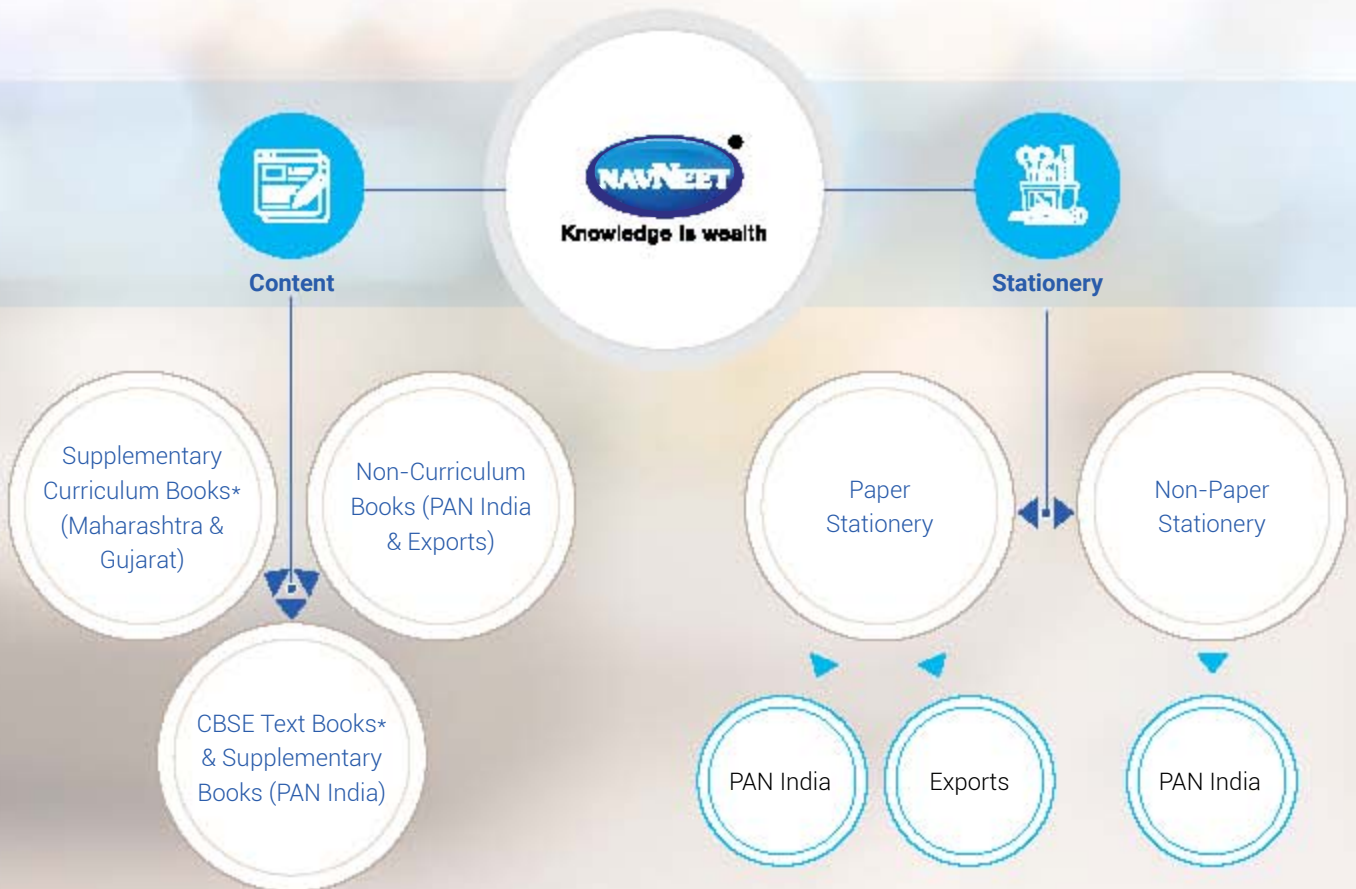 NAVNEET
Knowledge is wealth
Content
Stationery
Supplementary
Curriculum Books*
(Maharashtra &
Gujarat)
Non-Curriculum
Books (PAN India
& Exports)
CBSE Text Books*
& Supplementary
Books (PAN India)
Paper
Stationery
Non-Paper
Stationery
PAN India
Exports
PAN India